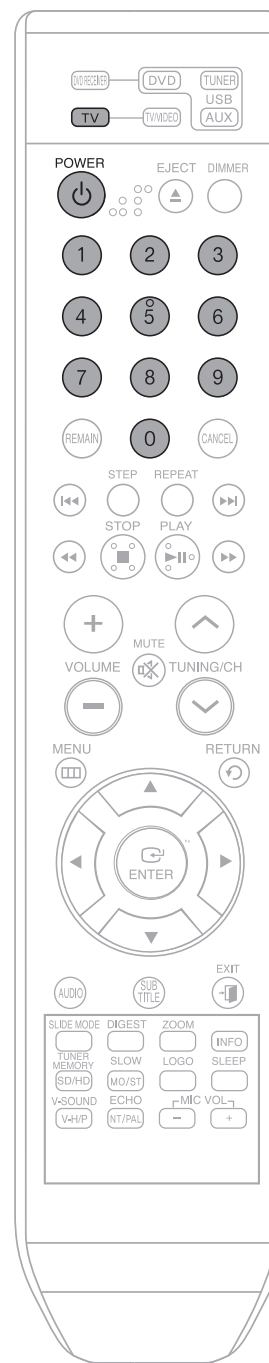 DVD RECEIVER DVD TUNER
USB
TV TV/VIDEO AUX
POWER EJECT DIMMER
1 2 3
4 5 6
7 8 9
REMAIN 0 CANCEL
STEP REPEAT
STOP PLAY
MUTE
VOLUME TUNING/CH
MENU RETURN
ENTER
EXIT
AUDIO SUB TITLE
SLIDE MODE DIGEST ZOOM
INFO
TUNER MEMORY SLOW LOGO SLEEP
SD/HD MO/ST
V-SOUND ECHO MIC VOL
V-H/P NT/PAL - +